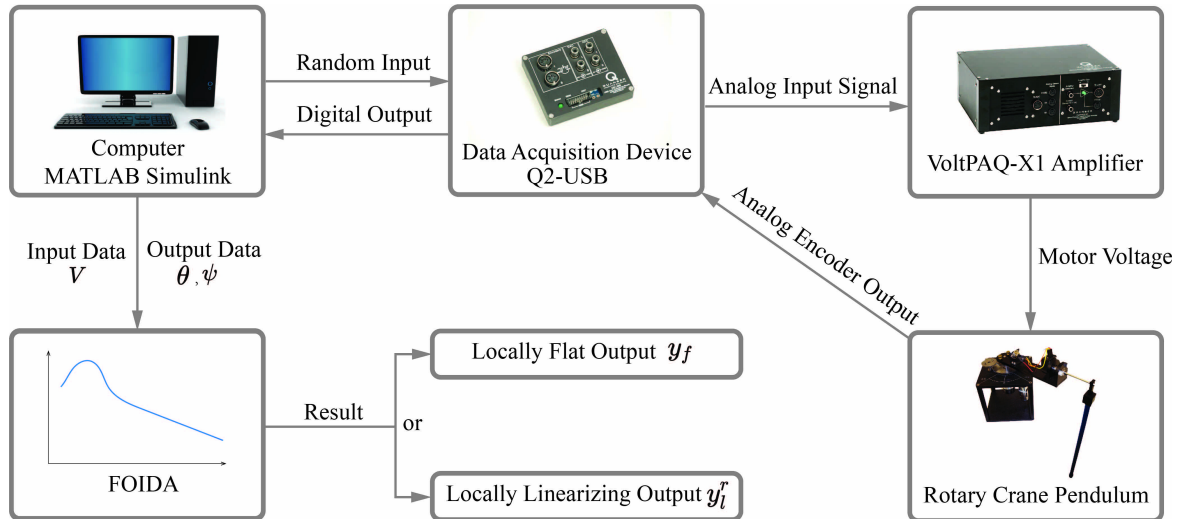 Computer
MATLAB Simulink
Random Input
Digital Output
Data Acquisition Device
Q2-USB
Analog Input Signal
VoltPAQ-X1 Amplifier
Analog Encoder Output
Motor Voltage
Input Data
V
Output Data
θ , ψ
FOIDA
Result
Locally Flat Output y_f
or
Locally Linearizing Output y_l^r
Rotary Crane Pendulum